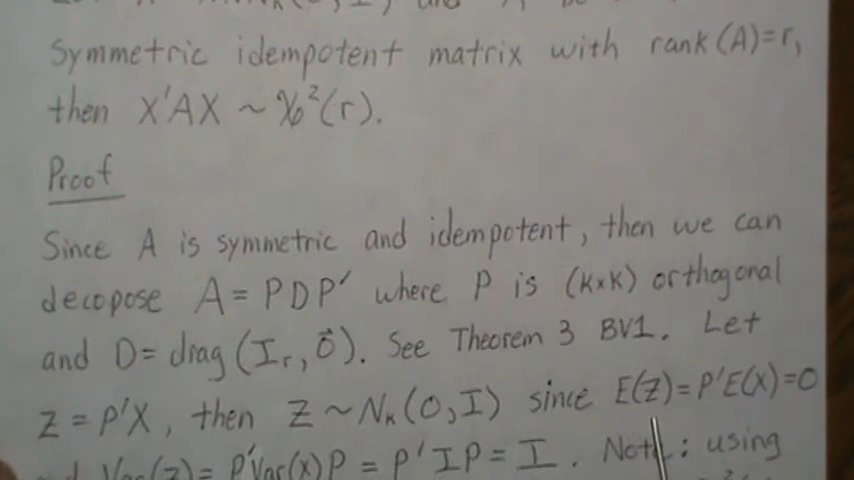 Symmetric idempotent matrix with rank(A)=r,
then X'AX ~ χ²(r).
Proof
Since A is symmetric and idempotent, then we can
decopose A = PDP' where P is (K×K) orthogonal
and D = diag(Iᵣ, 0⃗). See Theorem 3 BV1. Let
Z = P'X, then Z ~ Nₖ(0, I) since E(Z) = P'E(X) = 0
Var(Z) = P'Var(X)P = P'IP = I. Note: using